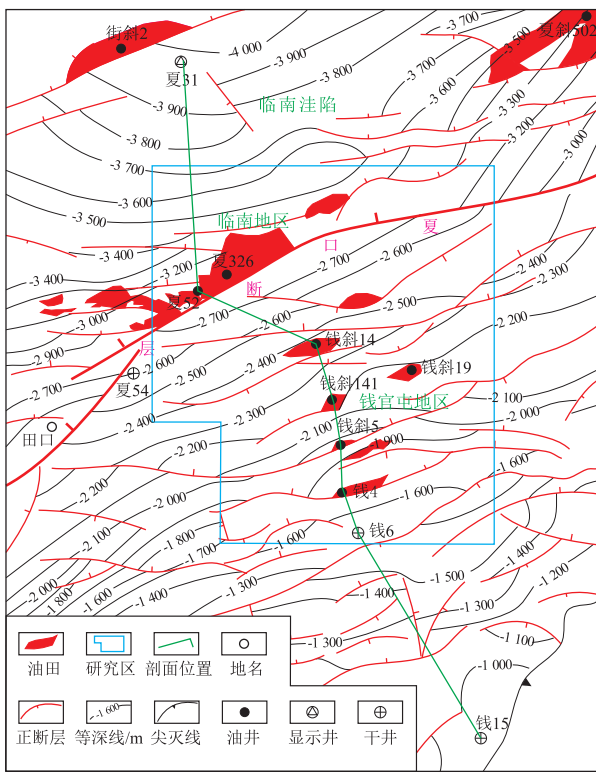 街斜2
夏斜502
-4 000
-3 500
夏31
-3 900
-3 700
-3 800
-3 600
-3 900
临南洼陷
-3 300
-3 800
-3 200
-3 700
-3 000
-3 600
-3 500
临南地区
夏
口
-3 400
-2 600
-3 200
夏326
-2 700
-2 400
-3 400
断
-2 300
夏52
-2 500
-3 000
-2 700
-2 200
-2 600
钱斜14
-2 900
层
-2 400
-2 600
钱斜19
夏54
-2 700
-2 500
钱斜141
-2 100
钱官屯地区
-2 300
-2 000
-2 400
-2 100
钱斜5
田口
-1 900
-2 200
-1 600
-2 200
钱4
-2 000
-1 600
-2 100
-1 800
-1 600
钱6
-1 700
-1 400
-2 000
-1 500
-1 800
-1 300
-1 200
-1 600
-1 400
-1 400
-1 300
-1 100
-1 300
-1 000
钱15
油田
研究区
剖面位置
地名
-1 600
正断层
等深线/m
尖灭线
油井
显示井
干井